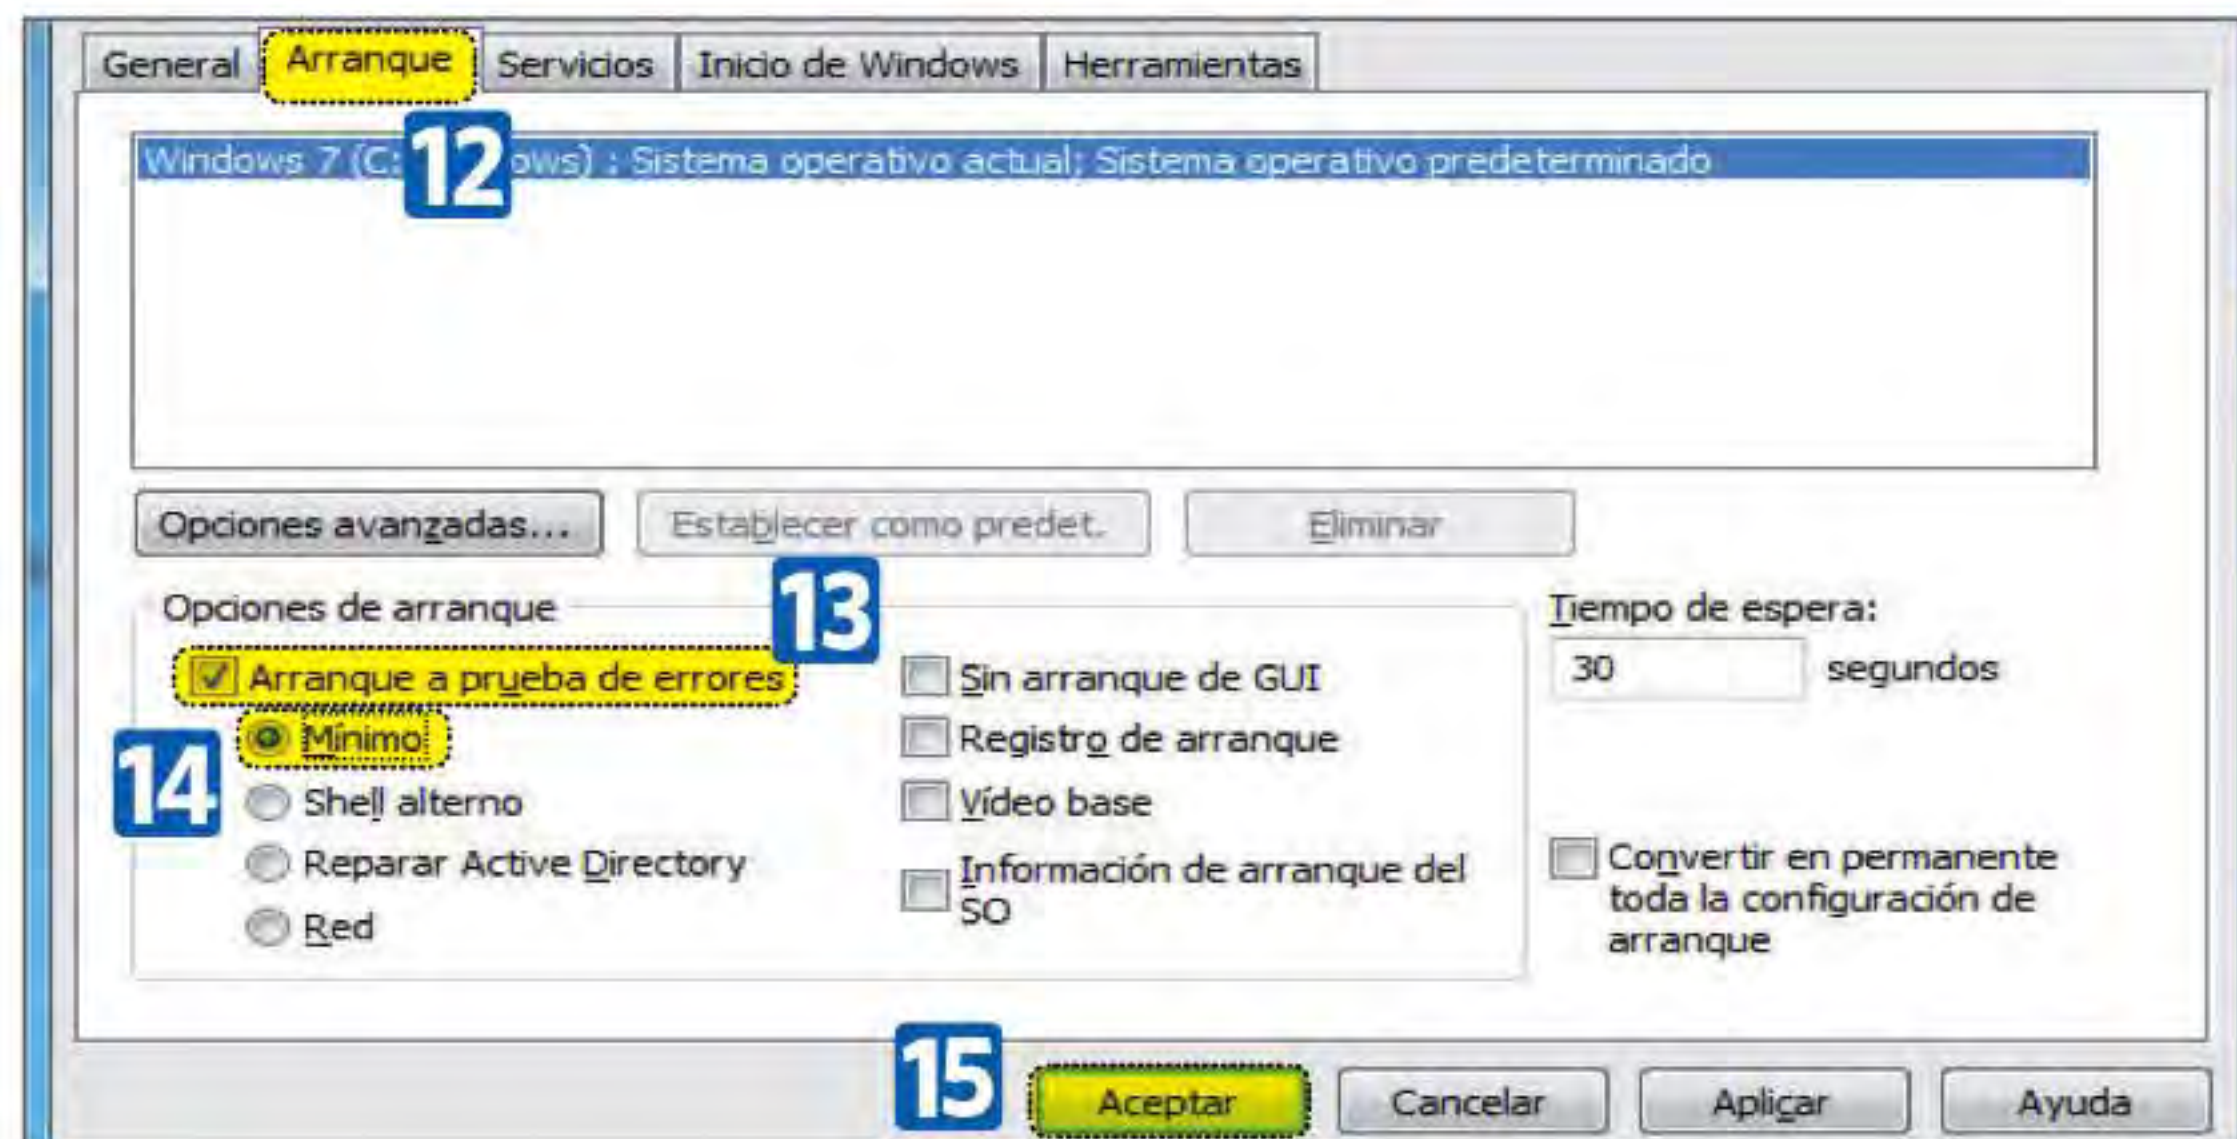 General Arranque Servicios Inicio de Windows Herramientas
12
Windows 7 (C: ows) : Sistema operativo actual; Sistema operativo predeterminado
Opciones avanzadas... Establecer como predet. Eliminar
13
Opciones de arranque
Arranque a prueba de errores
14
Mínimo
Shell alterno
Reparar Active Directory
Red
Sin arranque de GUI
Registro de arranque
Vídeo base
Información de arranque del
SO
Tiempo de espera:
30 segundos
Convertir en permanente
toda la configuración de
arranque
15
Aceptar Cancelar Aplicar Ayuda